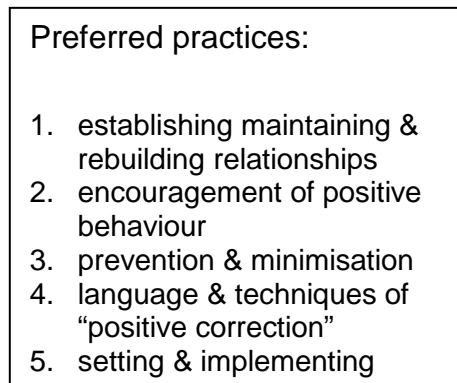 Preferred practices:
1. establishing maintaining &
rebuilding relationships
2. encouragement of positive
behaviour
3. prevention & minimisation
4. language & techniques of
“positive correction”
5. setting & implementing